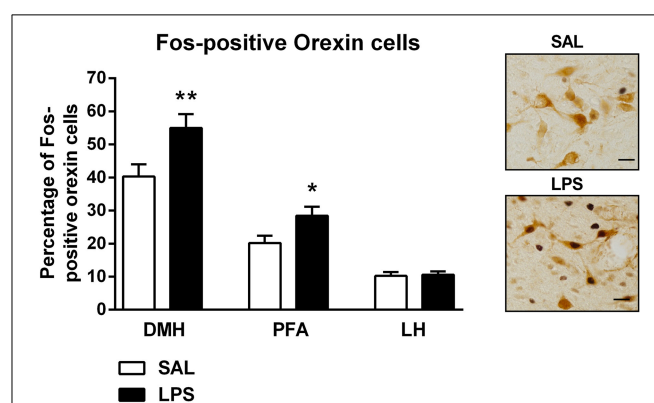 Fos-positive Orexin cells
Percentage of Fos-
positive orexin cells
70
60
50
40
30
20
10
0
**
*
DMH PFA LH
SAL
LPS
SAL
LPS